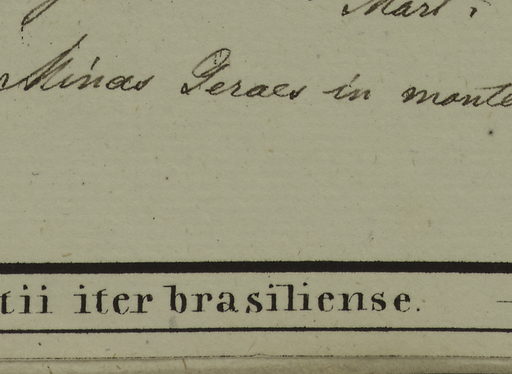 Mart.
Minas Geraes in monte
tii iter brasiliense.